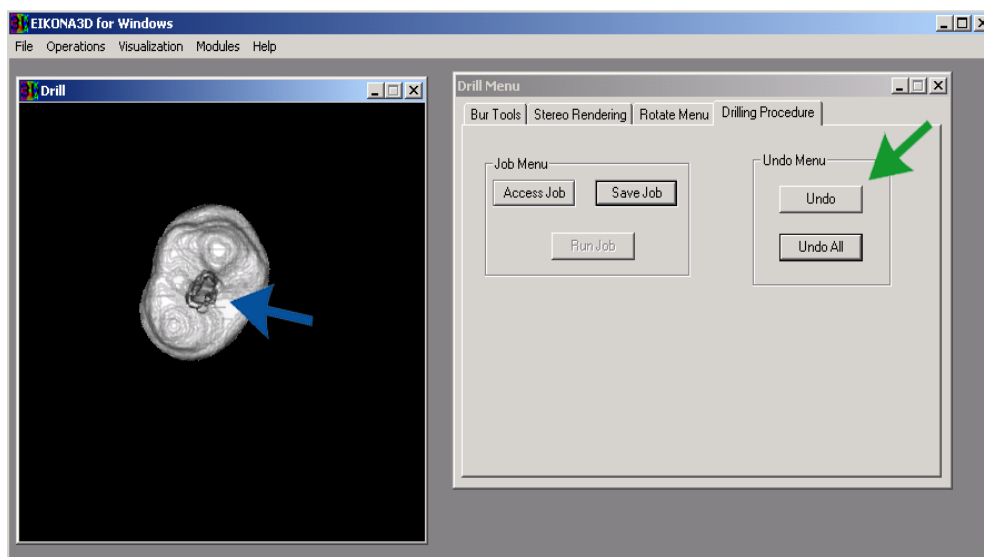 EIKONA3D for Windows
File Operations Visualization Modules Help
Drill
Drill Menu
Bur Tools Stereo Rendering Rotate Menu Drilling Procedure
Job Menu
Access Job Save Job
Run Job
Undo Menu
Undo
Undo All